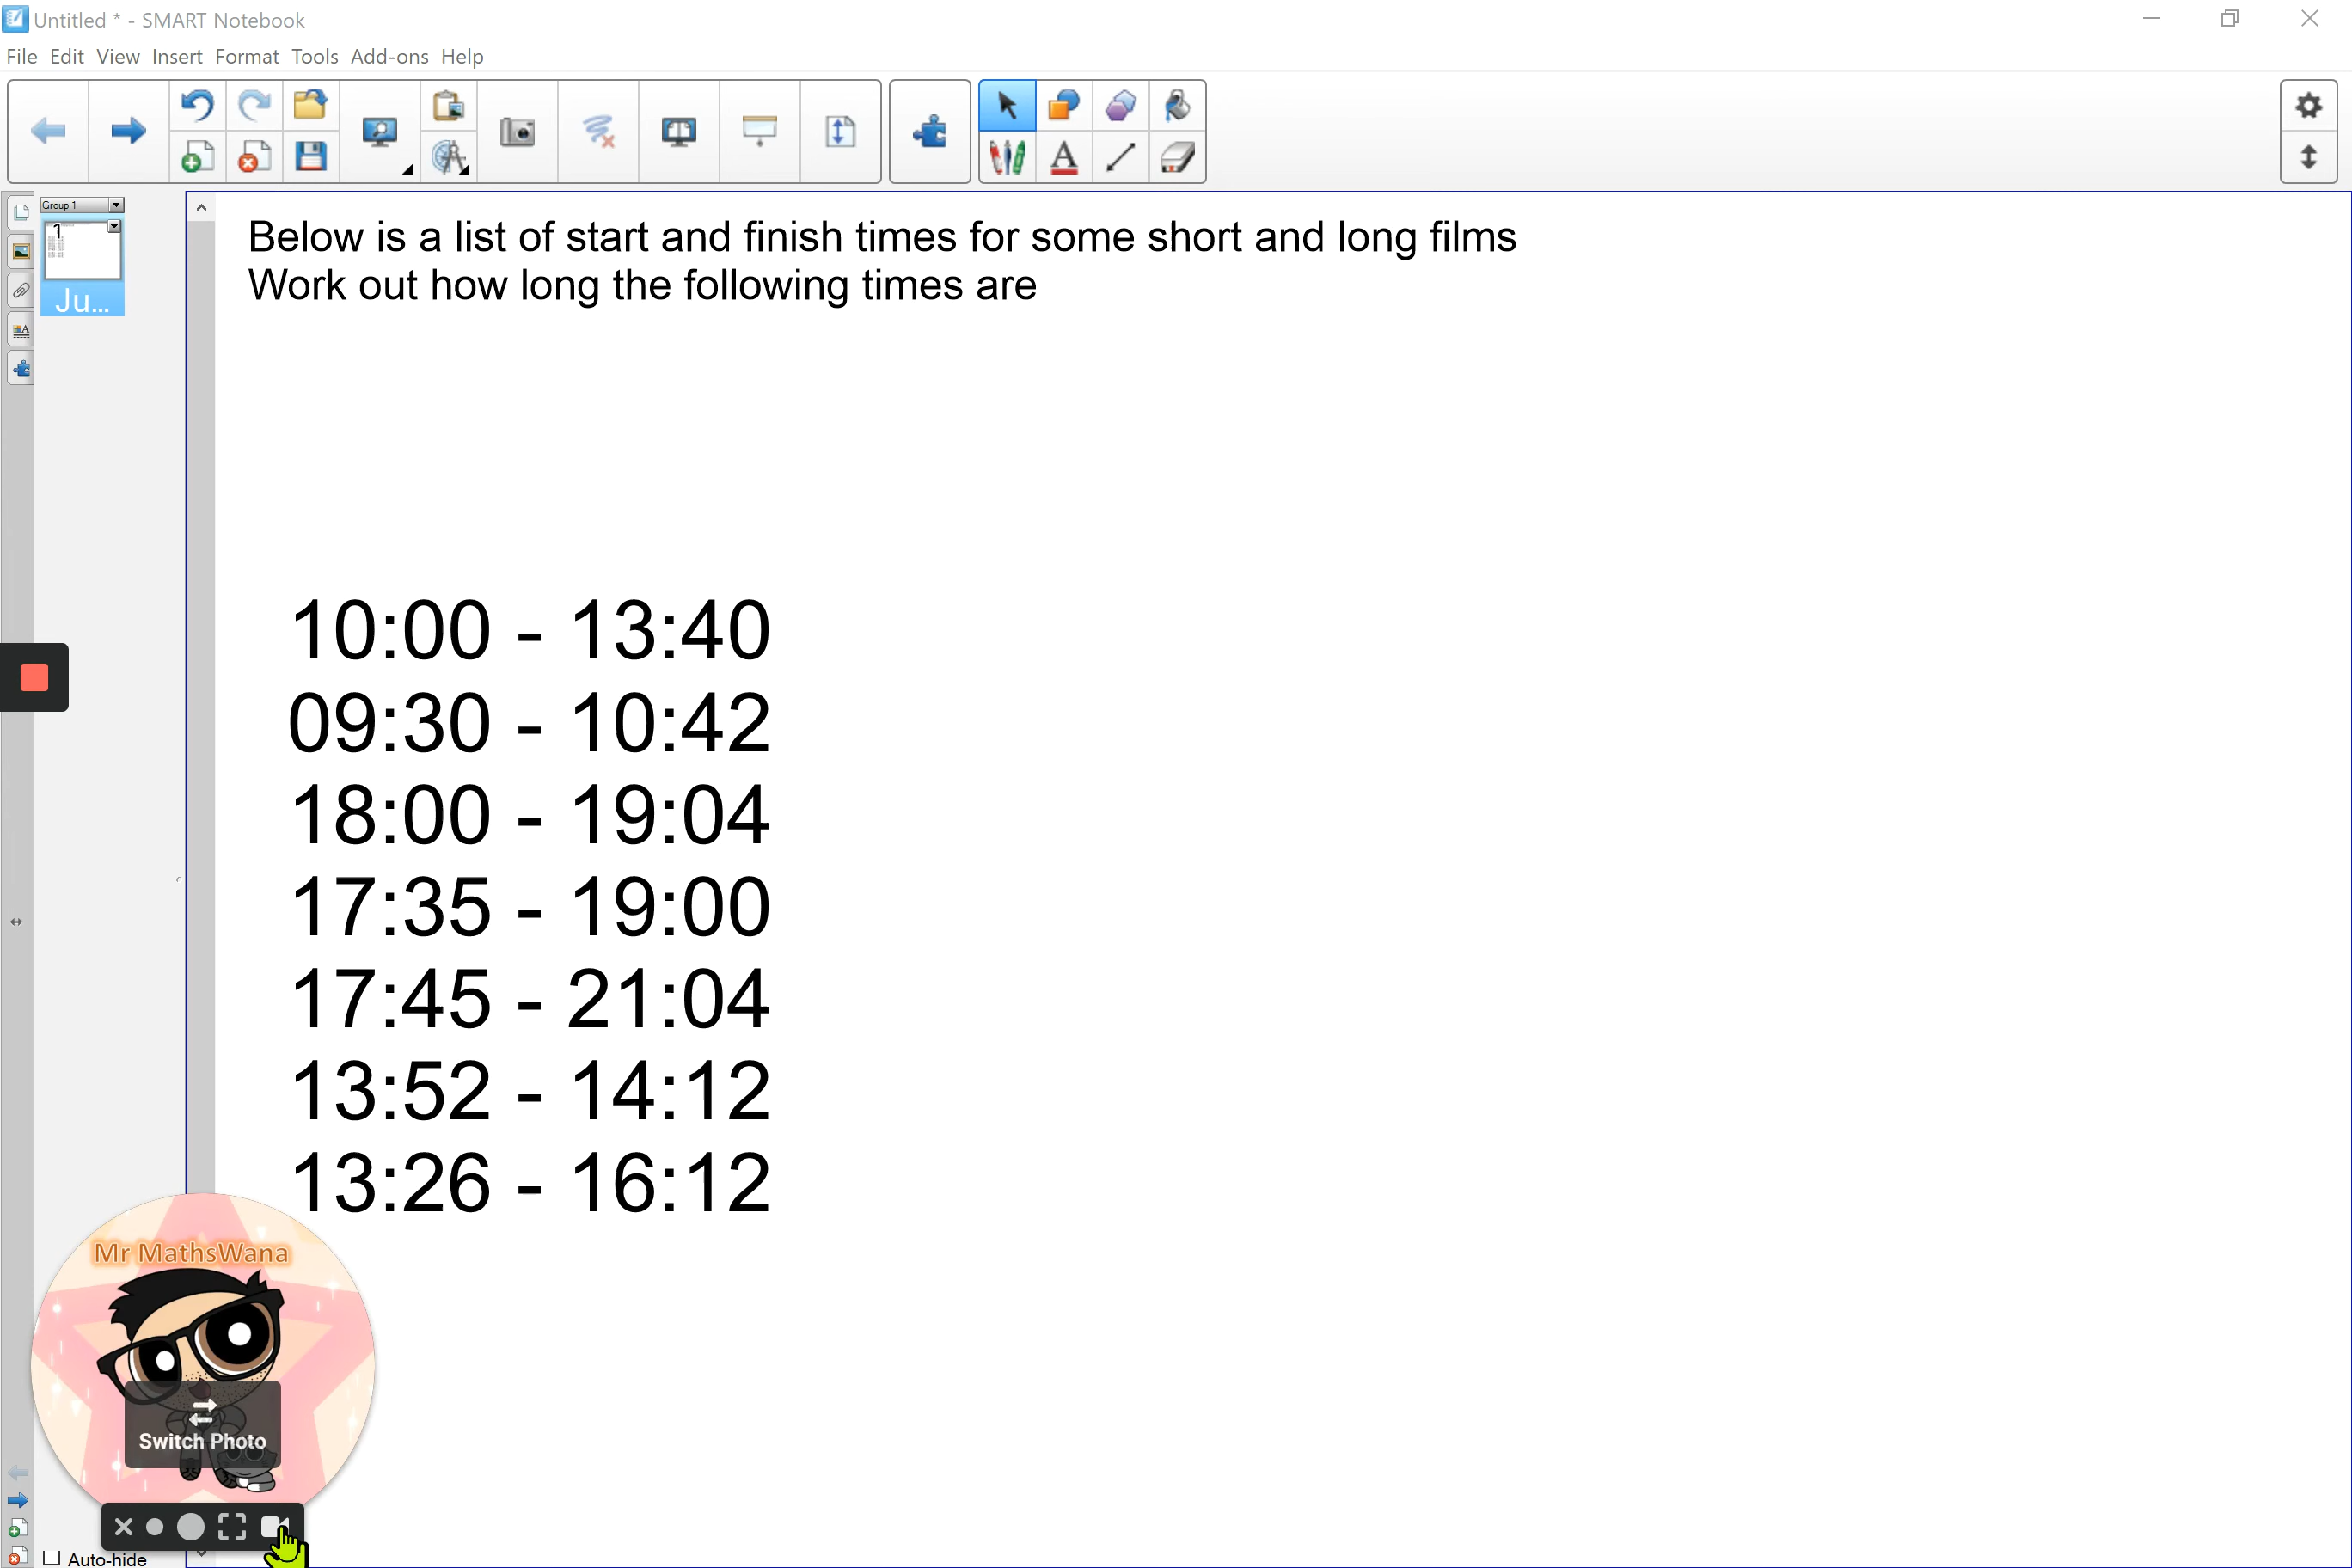 Untitled * - SMART Notebook
File Edit View Insert Format Tools Add-ons Help
Group 1
1
Ju...
Below is a list of start and finish times for some short and long films
Work out how long the following times are
10:00 - 13:40
09:30 - 10:42
18:00 - 19:04
17:35 - 19:00
17:45 - 21:04
13:52 - 14:12
13:26 - 16:12
Mr MathsWana
Switch Photo
Auto-hide